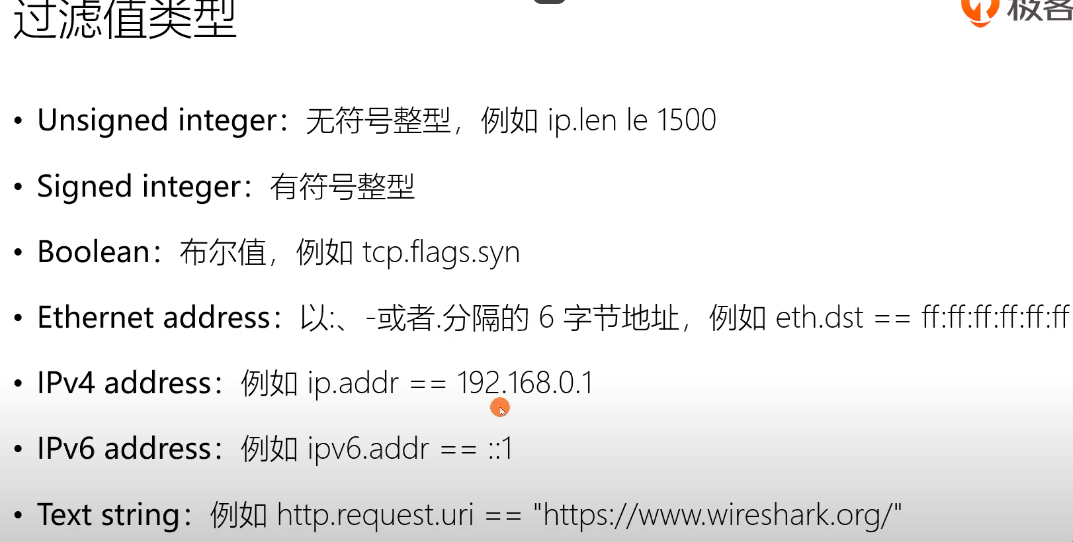 过滤值类型
极客
• Unsigned integer：无符号整型，例如 ip.len le 1500
• Signed integer：有符号整型
• Boolean：布尔值，例如 tcp.flags.syn
• Ethernet address：以:、-或者.分隔的 6 字节地址，例如 eth.dst == ff:ff:ff:ff:ff:ff
• IPv4 address：例如 ip.addr == 192.168.0.1
• IPv6 address：例如 ipv6.addr == ::1
• Text string：例如 http.request.uri == "https://www.wireshark.org/"